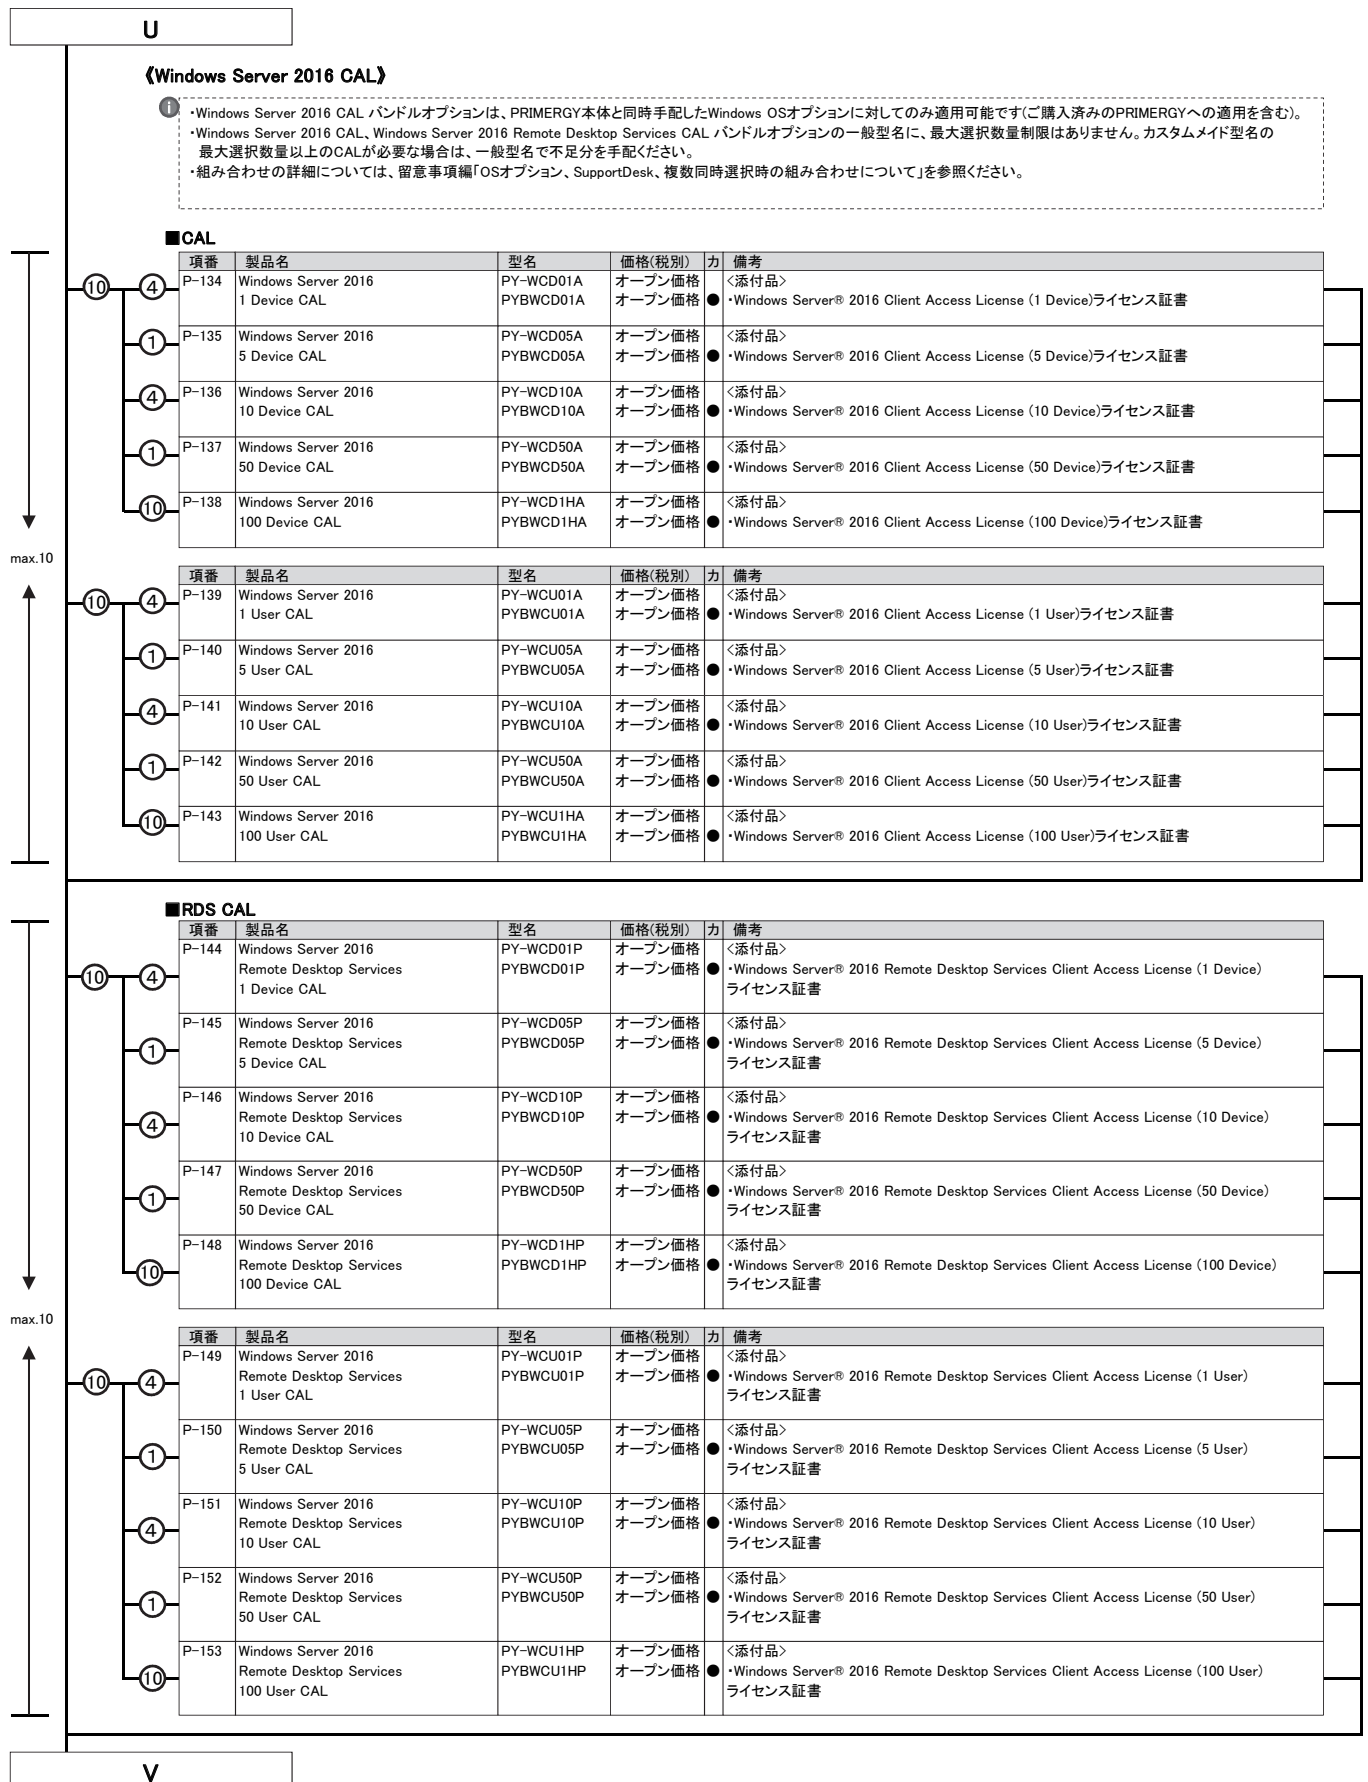 U
《Windows Server 2016 CAL》
・Windows Server 2016 CAL バンドルオプションは、PRIMERGY本体と同時手配したWindows OSオプションに対してのみ適用可能です(ご購入済みのPRIMERGYへの適用を含む)。
・Windows Server 2016 CAL、Windows Server 2016 Remote Desktop Services CAL バンドルオプションの一般型名に、最大選択数量制限はありません。カスタムメイド型名の
最大選択数量以上のCALが必要な場合は、一般型名で不足分を手配ください。
・組み合わせの詳細については、留意事項編「OSオプション、SupportDesk、複数同時選択時の組み合わせについて」を参照ください。
■CAL
項番 製品名 型名 価格(税別) カ 備考
P-134 Windows Server 2016 PY-WCD01A オープン価格 <添付品>
⑩ ④ 1 Device CAL PYBWCD01A オープン価格 ● ・Windows Server® 2016 Client Access License (1 Device)ライセンス証書
P-135 Windows Server 2016 PY-WCD05A オープン価格 <添付品>
① 5 Device CAL PYBWCD05A オープン価格 ● ・Windows Server® 2016 Client Access License (5 Device)ライセンス証書
P-136 Windows Server 2016 PY-WCD10A オープン価格 <添付品>
④ 10 Device CAL PYBWCD10A オープン価格 ● ・Windows Server® 2016 Client Access License (10 Device)ライセンス証書
P-137 Windows Server 2016 PY-WCD50A オープン価格 <添付品>
① 50 Device CAL PYBWCD50A オープン価格 ● ・Windows Server® 2016 Client Access License (50 Device)ライセンス証書
P-138 Windows Server 2016 PY-WCD1HA オープン価格 <添付品>
⑩ 100 Device CAL PYBWCD1HA オープン価格 ● ・Windows Server® 2016 Client Access License (100 Device)ライセンス証書
max.10
項番 製品名 型名 価格(税別) カ 備考
P-139 Windows Server 2016 PY-WCU01A オープン価格 <添付品>
⑩ ④ 1 User CAL PYBWCU01A オープン価格 ● ・Windows Server® 2016 Client Access License (1 User)ライセンス証書
P-140 Windows Server 2016 PY-WCU05A オープン価格 <添付品>
① 5 User CAL PYBWCU05A オープン価格 ● ・Windows Server® 2016 Client Access License (5 User)ライセンス証書
P-141 Windows Server 2016 PY-WCU10A オープン価格 <添付品>
④ 10 User CAL PYBWCU10A オープン価格 ● ・Windows Server® 2016 Client Access License (10 User)ライセンス証書
P-142 Windows Server 2016 PY-WCU50A オープン価格 <添付品>
① 50 User CAL PYBWCU50A オープン価格 ● ・Windows Server® 2016 Client Access License (50 User)ライセンス証書
P-143 Windows Server 2016 PY-WCU1HA オープン価格 <添付品>
⑩ 100 User CAL PYBWCU1HA オープン価格 ● ・Windows Server® 2016 Client Access License (100 User)ライセンス証書
■RDS CAL
項番 製品名 型名 価格(税別) カ 備考
P-144 Windows Server 2016 PY-WCD01P オープン価格 <添付品>
⑩ ④ Remote Desktop Services PYBWCD01P オープン価格 ● ・Windows Server® 2016 Remote Desktop Services Client Access License (1 Device)
1 Device CAL ライセンス証書
P-145 Windows Server 2016 PY-WCD05P オープン価格 <添付品>
① Remote Desktop Services PYBWCD05P オープン価格 ● ・Windows Server® 2016 Remote Desktop Services Client Access License (5 Device)
5 Device CAL ライセンス証書
P-146 Windows Server 2016 PY-WCD10P オープン価格 <添付品>
④ Remote Desktop Services PYBWCD10P オープン価格 ● ・Windows Server® 2016 Remote Desktop Services Client Access License (10 Device)
10 Device CAL ライセンス証書
P-147 Windows Server 2016 PY-WCD50P オープン価格 <添付品>
① Remote Desktop Services PYBWCD50P オープン価格 ● ・Windows Server® 2016 Remote Desktop Services Client Access License (50 Device)
50 Device CAL ライセンス証書
P-148 Windows Server 2016 PY-WCD1HP オープン価格 <添付品>
⑩ Remote Desktop Services PYBWCD1HP オープン価格 ● ・Windows Server® 2016 Remote Desktop Services Client Access License (100 Device)
100 Device CAL ライセンス証書
max.10
項番 製品名 型名 価格(税別) カ 備考
P-149 Windows Server 2016 PY-WCU01P オープン価格 <添付品>
⑩ ④ Remote Desktop Services PYBWCU01P オープン価格 ● ・Windows Server® 2016 Remote Desktop Services Client Access License (1 User)
1 User CAL ライセンス証書
P-150 Windows Server 2016 PY-WCU05P オープン価格 <添付品>
① Remote Desktop Services PYBWCU05P オープン価格 ● ・Windows Server® 2016 Remote Desktop Services Client Access License (5 User)
5 User CAL ライセンス証書
P-151 Windows Server 2016 PY-WCU10P オープン価格 <添付品>
④ Remote Desktop Services PYBWCU10P オープン価格 ● ・Windows Server® 2016 Remote Desktop Services Client Access License (10 User)
10 User CAL ライセンス証書
P-152 Windows Server 2016 PY-WCU50P オープン価格 <添付品>
① Remote Desktop Services PYBWCU50P オープン価格 ● ・Windows Server® 2016 Remote Desktop Services Client Access License (50 User)
50 User CAL ライセンス証書
P-153 Windows Server 2016 PY-WCU1HP オープン価格 <添付品>
⑩ Remote Desktop Services PYBWCU1HP オープン価格 ● ・Windows Server® 2016 Remote Desktop Services Client Access License (100 User)
100 User CAL ライセンス証書
V